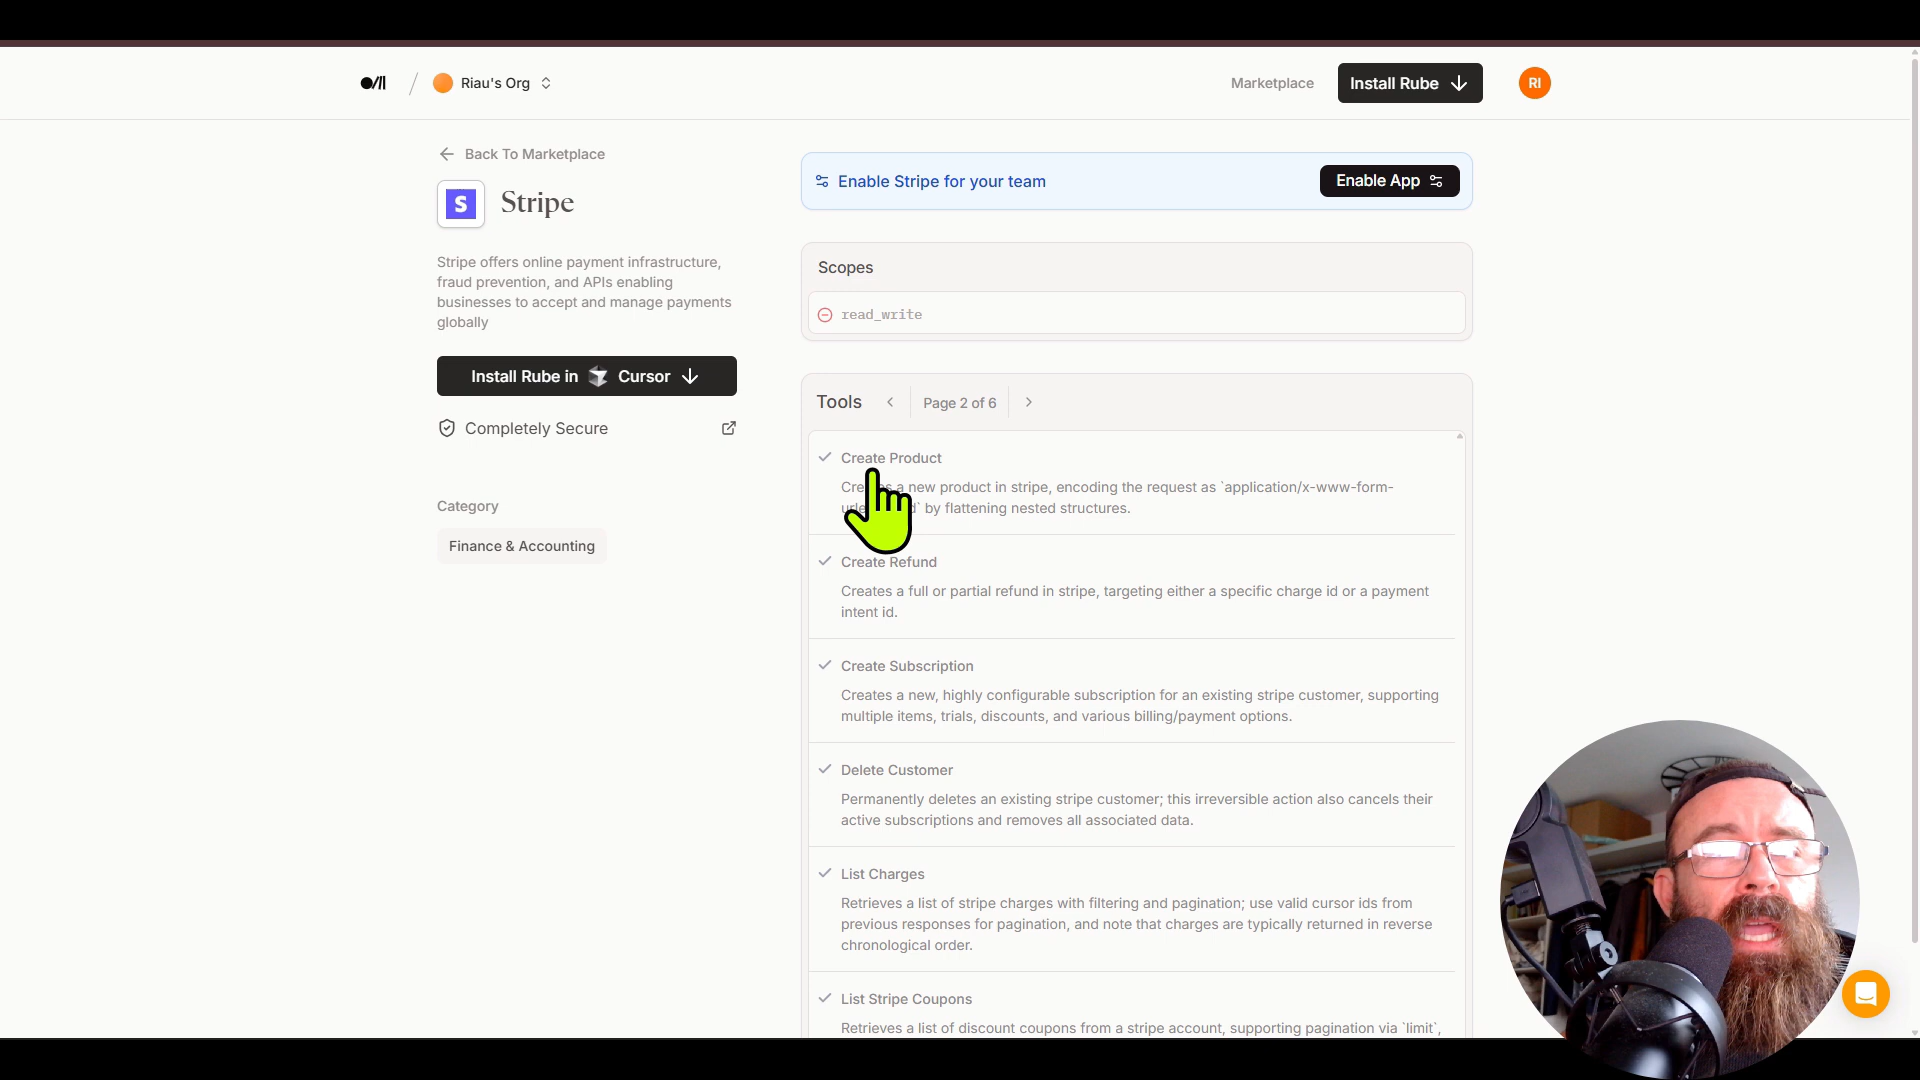 Riau's Org
Marketplace
Install Rube
RI
Back To Marketplace
S
Stripe
Stripe offers online payment infrastructure,
fraud prevention, and APIs enabling
businesses to accept and manage payments
globally
Install Rube in Cursor
Completely Secure
Category
Finance & Accounting
Enable Stripe for your team
Enable App
Scopes
read_write
Tools
Page 2 of 6
Create Product
a new product in stripe, encoding the request as `application/x-www-form-
by flattening nested structures.
Create Refund
Creates a full or partial refund in stripe, targeting either a specific charge id or a payment
intent id.
Create Subscription
Creates a new, highly configurable subscription for an existing stripe customer, supporting
multiple items, trials, discounts, and various billing/payment options.
Delete Customer
Permanently deletes an existing stripe customer; this irreversible action also cancels their
active subscriptions and removes all associated data.
List Charges
Retrieves a list of stripe charges with filtering and pagination; use valid cursor ids from
previous responses for pagination, and note that charges are typically returned in reverse
chronological order.
List Stripe Coupons
Retrieves a list of discount coupons from a stripe account, supporting pagination via `limit`,